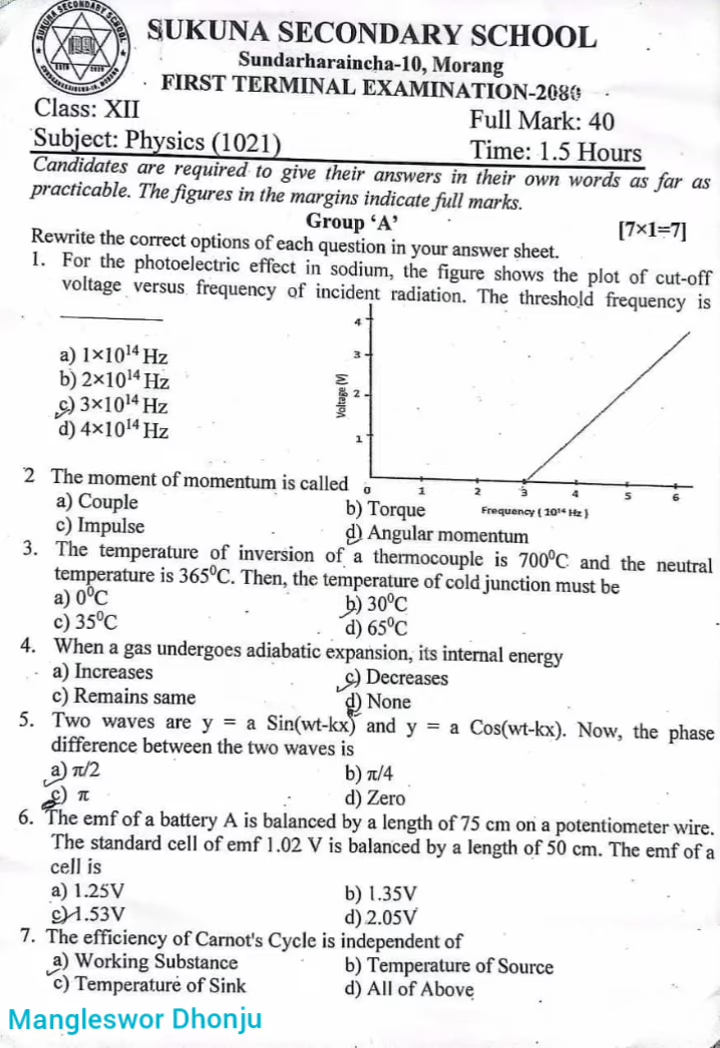 SUKUNA SECONDARY SCHOOL
SUKUNA SECONDARY SCHOOL
Sundarharaincha-10, Morang
FIRST TERMINAL EXAMINATION-2080
Class: XII
Full Mark: 40
Subject: Physics (1021)
Time: 1.5 Hours
Candidates are required to give their answers in their own words as far as
practicable. The figures in the margins indicate full marks.
Group ‘A’
[7×1=7]
Rewrite the correct options of each question in your answer sheet.
1. For the photoelectric effect in sodium, the figure shows the plot of cut-off
voltage versus frequency of incident radiation. The threshold frequency is
____________
a) 1×10¹⁴ Hz
b) 2×10¹⁴ Hz
c) 3×10¹⁴ Hz
d) 4×10¹⁴ Hz
4
3
2
1
Voltage (V)
0 1 2 3 4 5 6
Frequency ( 10¹⁴ Hz )
2 The moment of momentum is called
a) Couple b) Torque
c) Impulse d) Angular momentum
3. The temperature of inversion of a thermocouple is 700⁰C and the neutral
temperature is 365⁰C. Then, the temperature of cold junction must be
a) 0⁰C b) 30⁰C
c) 35⁰C d) 65⁰C
4. When a gas undergoes adiabatic expansion, its internal energy
a) Increases c) Decreases
c) Remains same d) None
5. Two waves are y = a Sin(wt-kx) and y = a Cos(wt-kx). Now, the phase
difference between the two waves is
a) π/2 b) π/4
c) π d) Zero
6. The emf of a battery A is balanced by a length of 75 cm on a potentiometer wire.
The standard cell of emf 1.02 V is balanced by a length of 50 cm. The emf of a
cell is
a) 1.25V b) 1.35V
c) 1.53V d) 2.05V
7. The efficiency of Carnot's Cycle is independent of
a) Working Substance b) Temperature of Source
c) Temperature of Sink d) All of Above
Mangleswor Dhonju